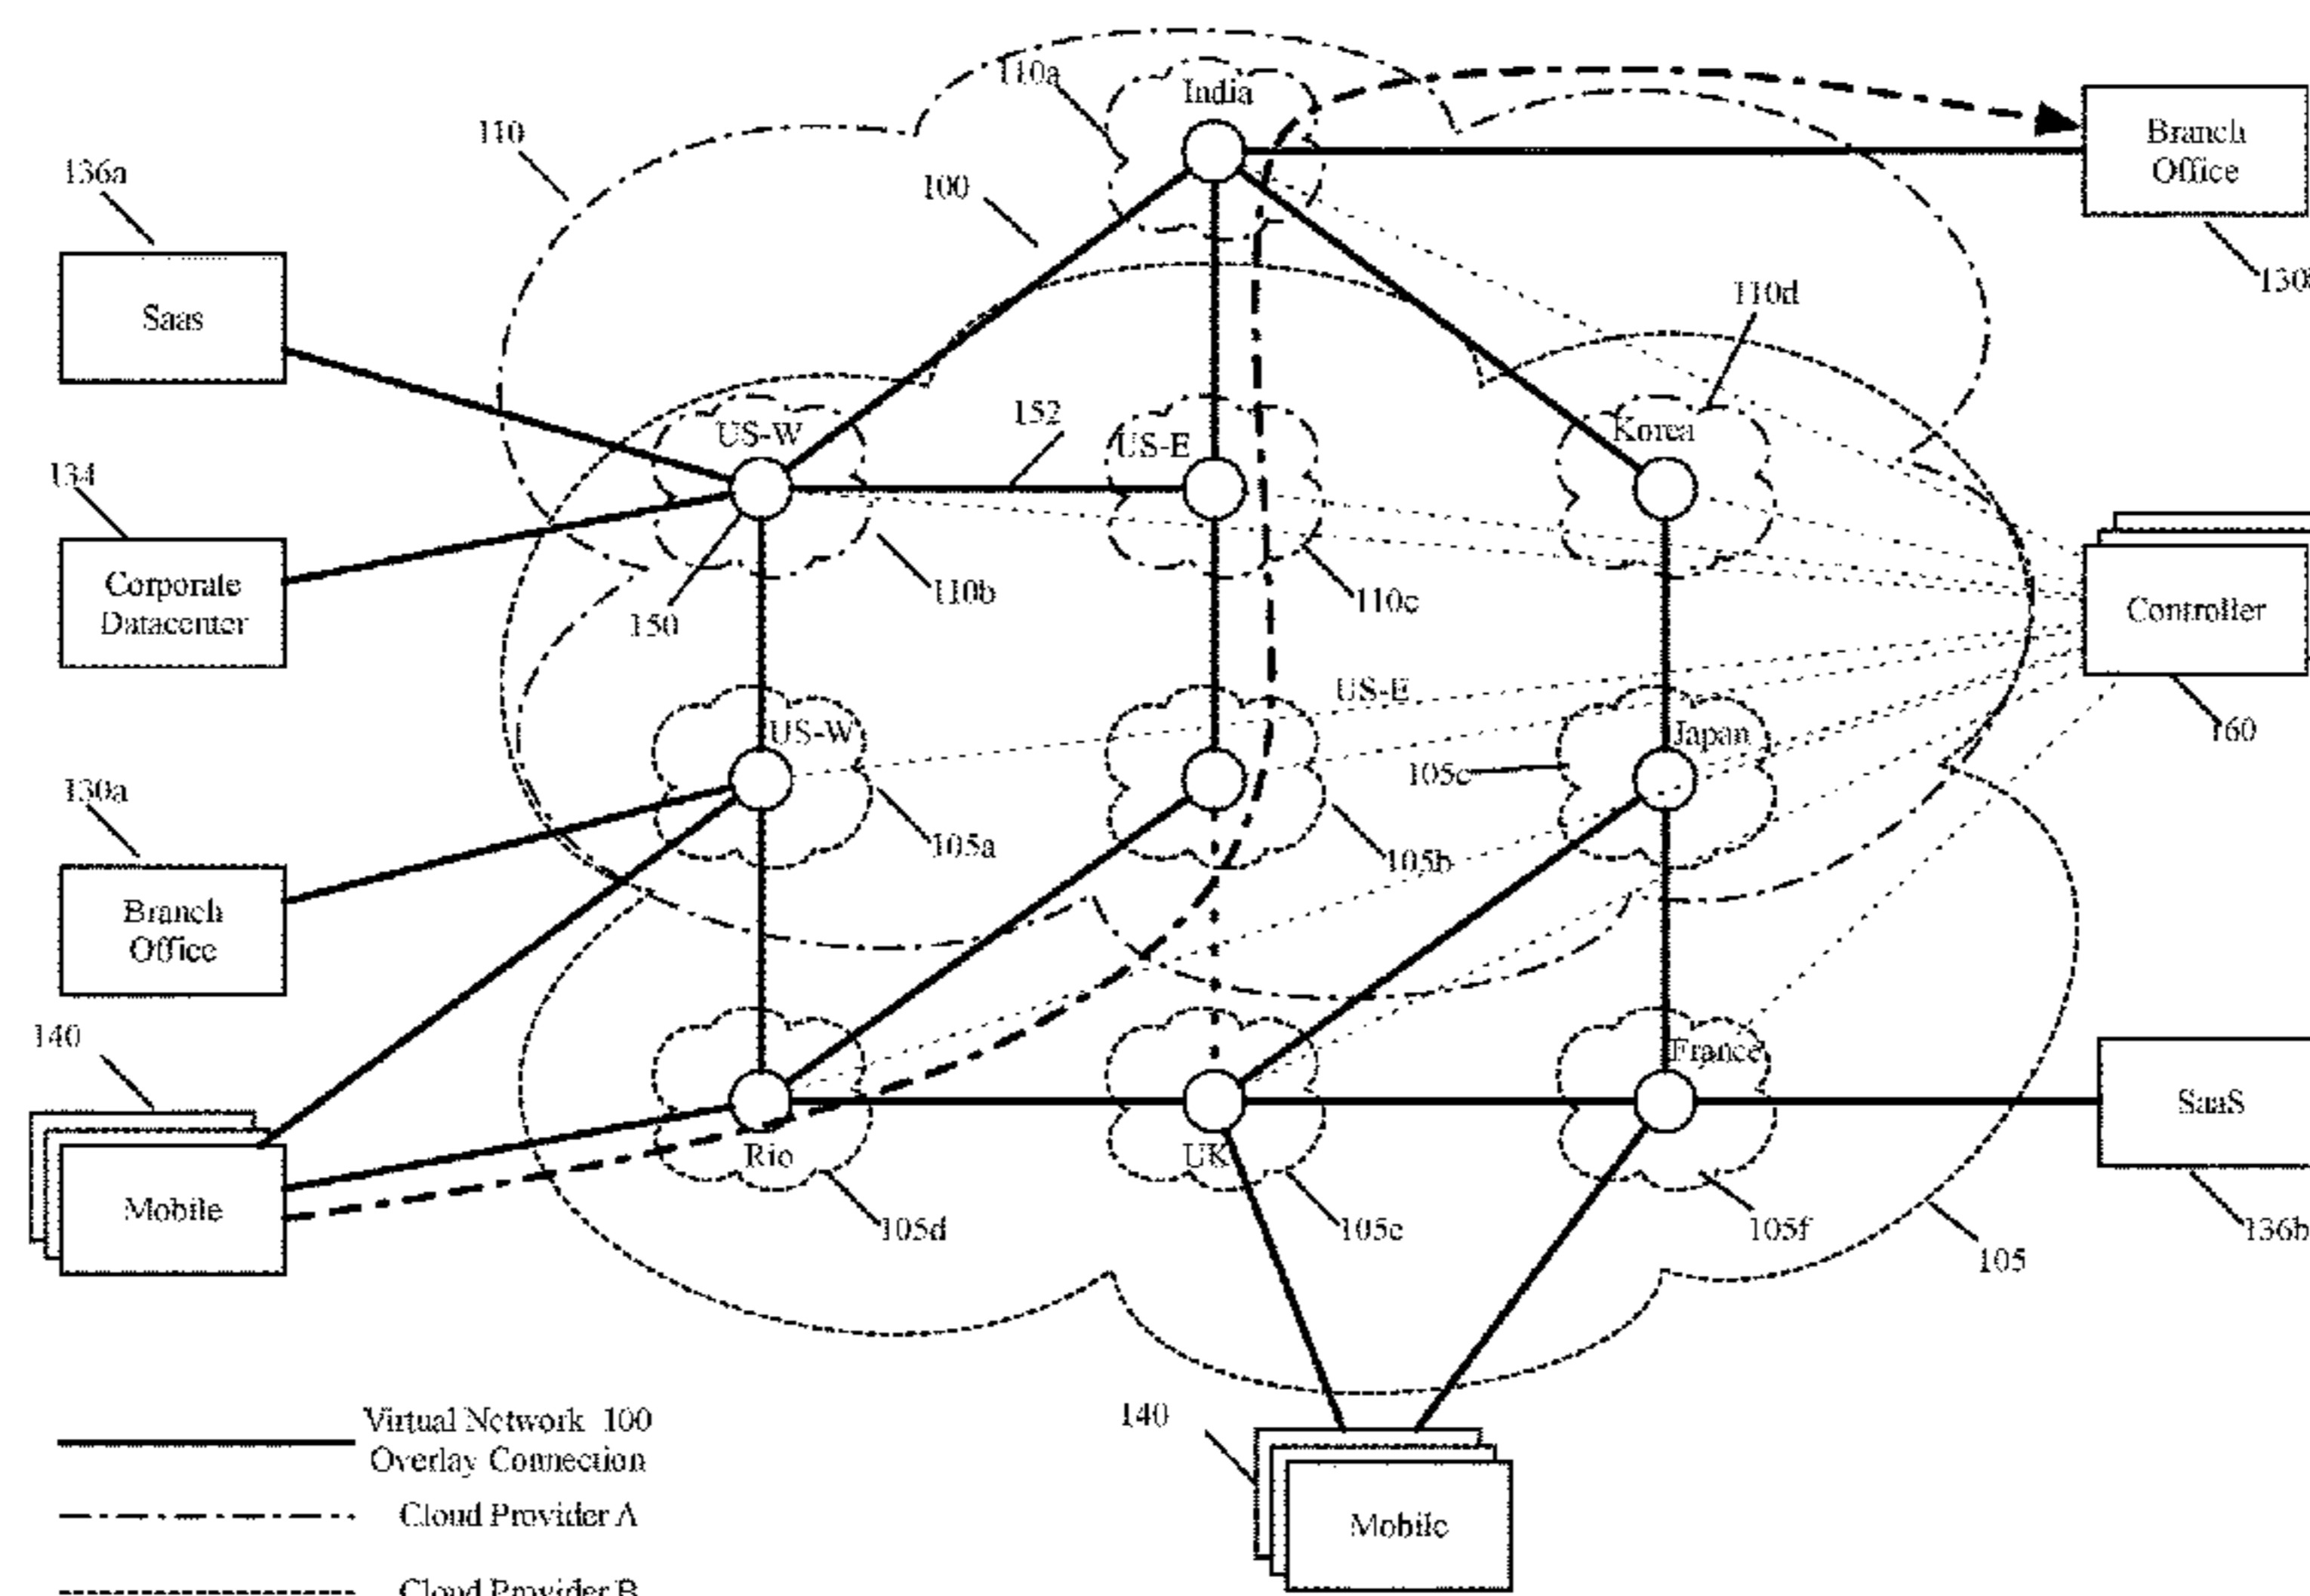 110a
India
110
Branch
Office
136a
100
130
110d
Saas
152
US-W
US-E
Korea
134
Corporate
Datacenter
110b
110c
150
Controller
US-E
US-W
Japan
160
105c
130a
105a
105b
Branch
Office
140
France
SaaS
Rio
UK
Mobile
105d
105e
105f
136b
105
140
Virtual Network 100
Overlay Connection
Cloud Provider A
Mobile
Cloud Provider B